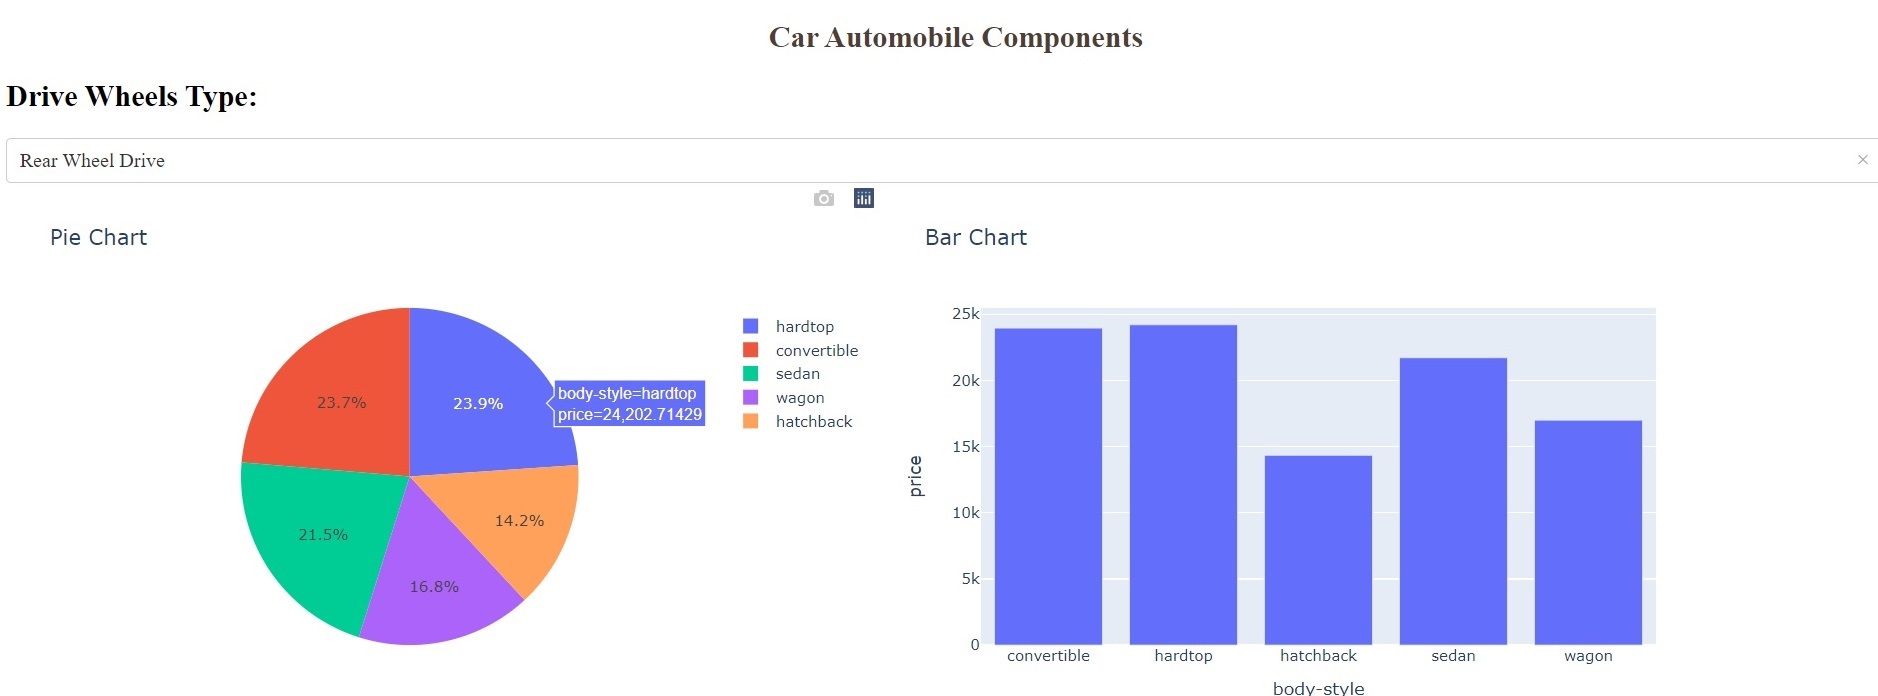 Car Automobile Components
Drive Wheels Type:
Rear Wheel Drive
×
Pie Chart
23.9%
23.7%
21.5%
16.8%
14.2%
body-style=hardtop
price=24,202.71429
hardtop
convertible
sedan
wagon
hatchback
Bar Chart
25k
20k
15k
10k
5k
0
price
convertible hardtop hatchback sedan wagon
body-style